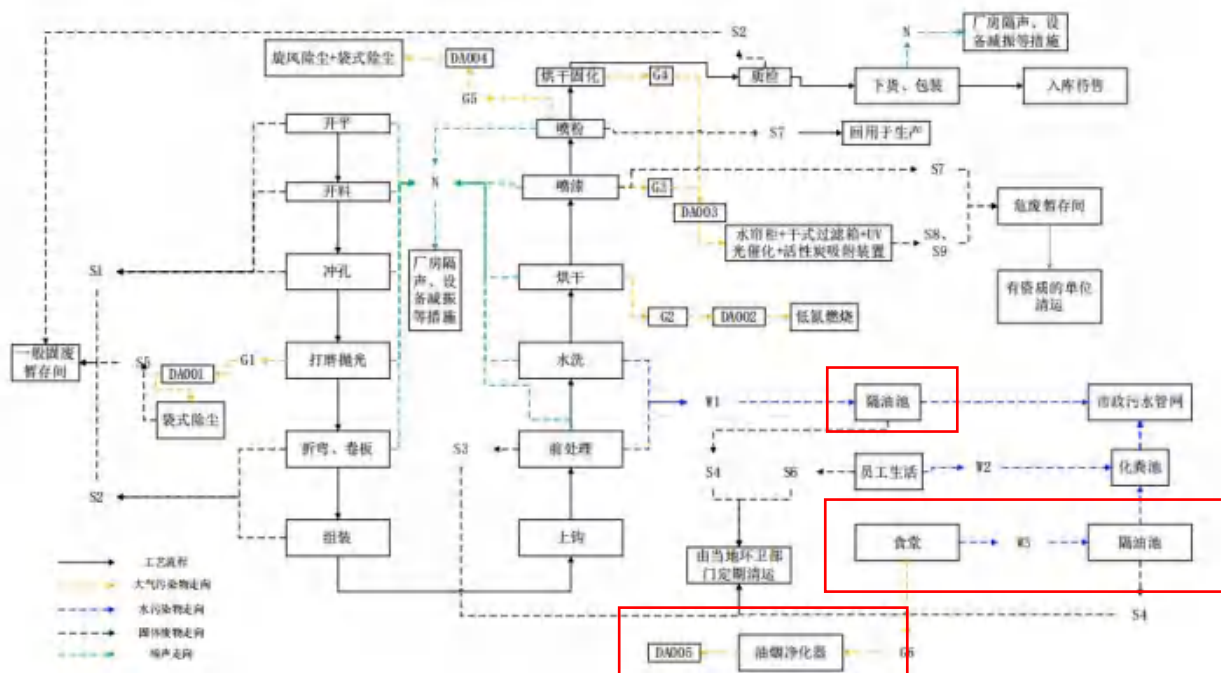 S2
N
厂房隔声、设
备减振等措施
旋风除尘+袋式除尘
DA004
烘干固化
G4
质检
下货、包装
入库待售
G5
开平
喷粉
S7
回用于生产
开料
N
喷漆
G3
S7
DA003
危废暂存间
水帘柜+干式过滤箱+UV
光催化+活性炭吸附装置
S8、
S9
S1
冲孔
厂房隔
声、设
备减振
等措施
烘干
有资质的单位
清运
G2
DA002
低氮燃烧
一般固废
暂存间
S5
DA001
G1
打磨抛光
水洗
袋式除尘
W1
隔油池
市政污水管网
折弯、卷板
S3
前处理
S4
S6
员工生活
W2
化粪池
S2
组装
上钩
由当地环卫部
门定期清运
食堂
W3
隔油池
工艺流程
大气污染物走向
水污染物走向
固体废物走向
噪声走向
S4
DA005
油烟净化器
G6